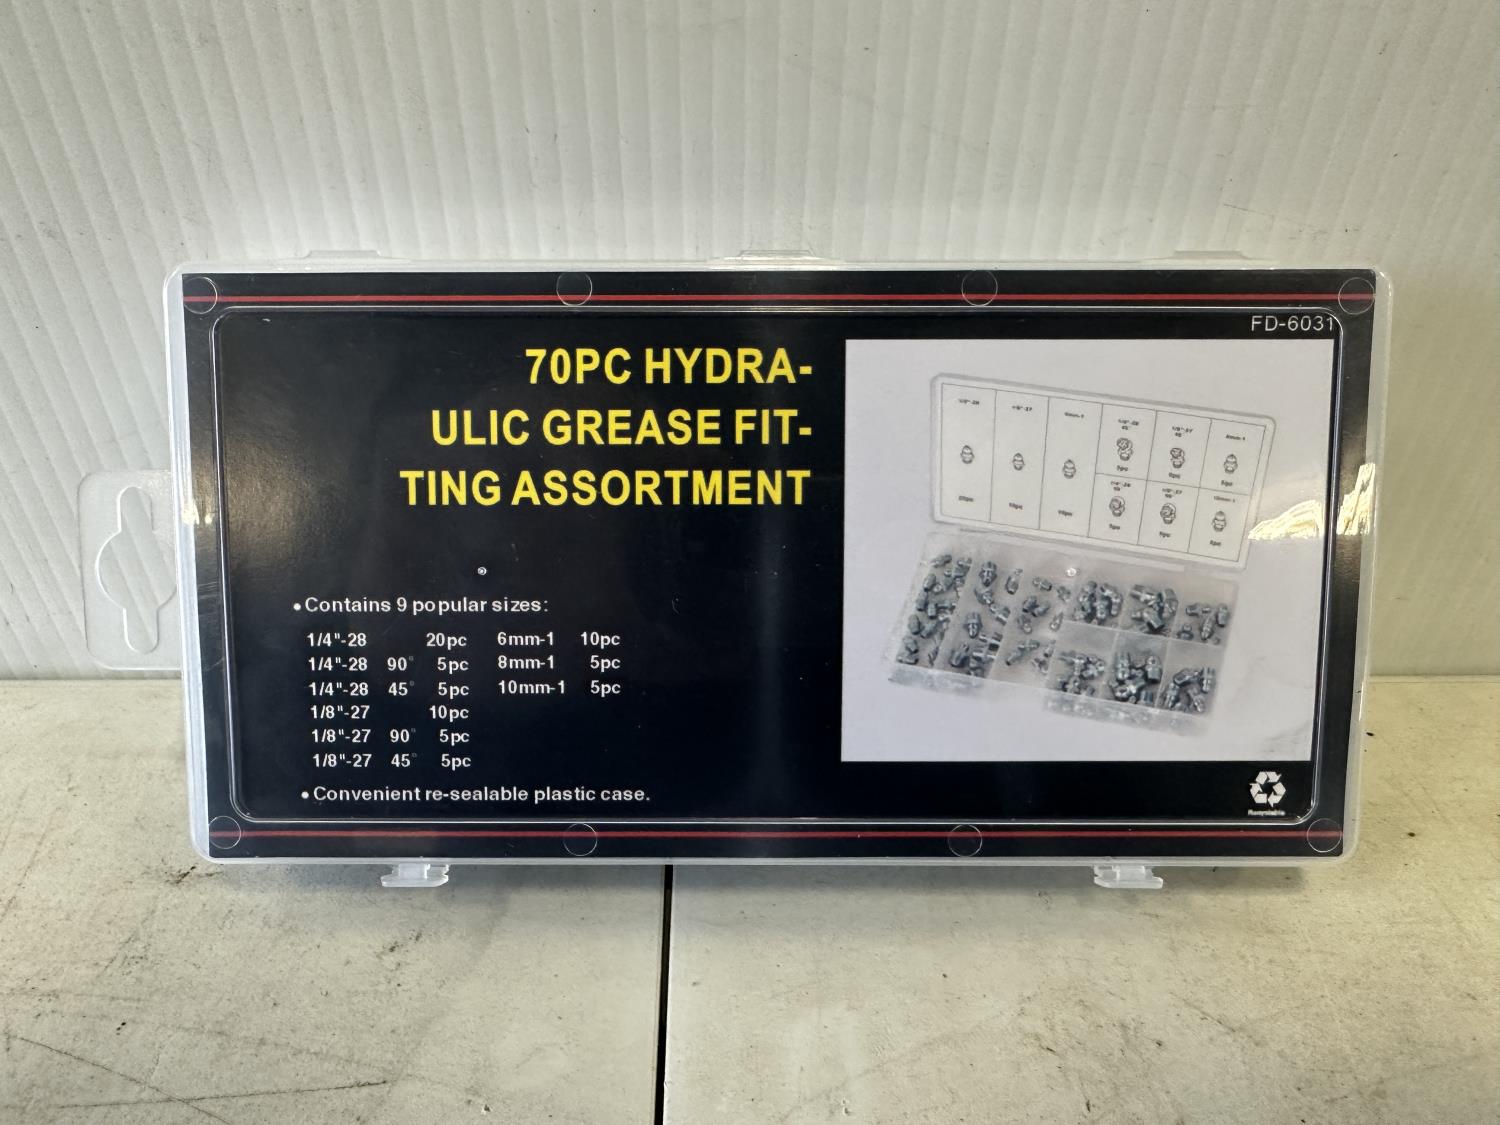 FD-6031
70PC HYDRA-
ULIC GREASE FIT-
TING ASSORTMENT
•Contains 9 popular sizes:
1/4"-28 20pc 6mm-1 10pc
1/4"-28 90° 5pc 8mm-1 5pc
1/4"-28 45° 5pc 10mm-1 5pc
1/8"-27 10pc
1/8"-27 90° 5pc
1/8"-27 45° 5pc
•Convenient re-sealable plastic case.
Recyclable